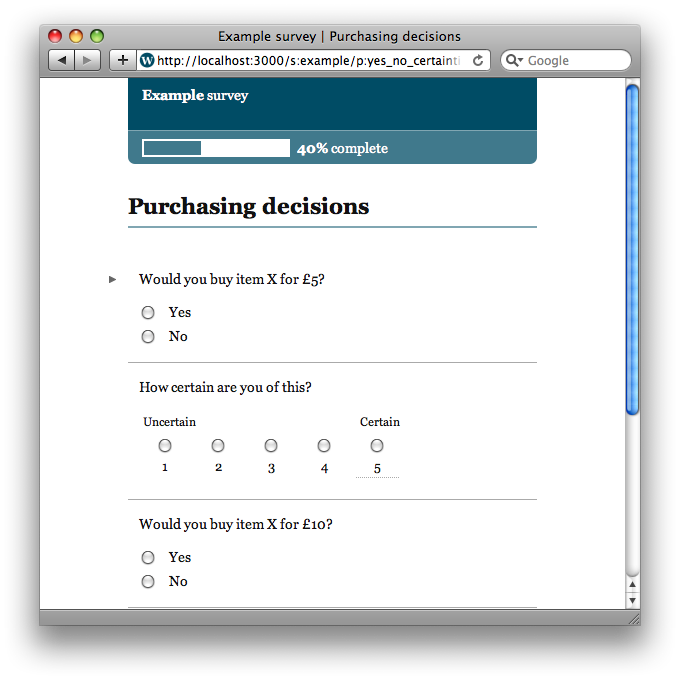 Example survey | Purchasing decisions
W http://localhost:3000/s:example/p:yes_no_certainti
Google
Example survey
40% complete
Purchasing decisions
Would you buy item X for £5?
Yes
No
How certain are you of this?
Uncertain Certain
1 2 3 4 5
Would you buy item X for £10?
Yes
No